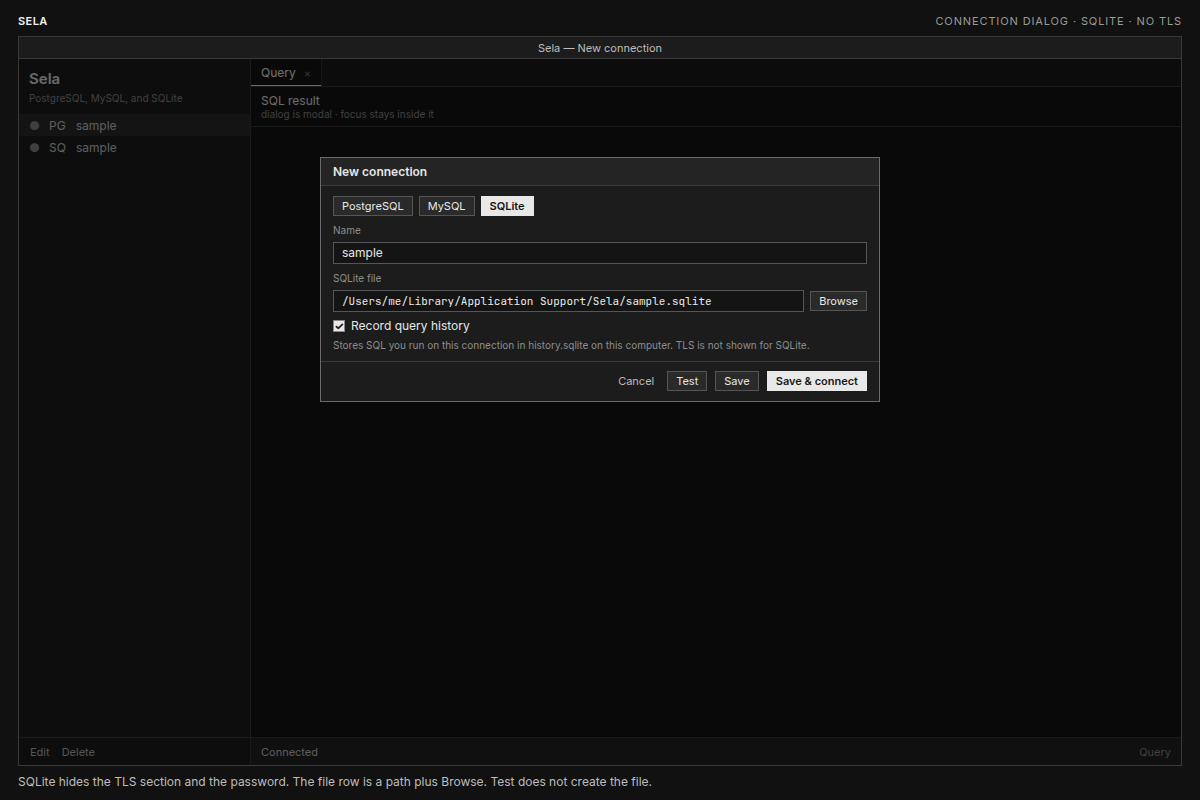 SELA
CONNECTION DIALOG · SQLITE · NO TLS
Sela — New connection
Sela
PostgreSQL, MySQL, and SQLite
PG sample
SQ sample
Query ×
SQL result
dialog is modal · focus stays inside it
New connection
PostgreSQL MySQL SQLite
Name
sample
SQLite file
/Users/me/Library/Application Support/Sela/sample.sqlite Browse
Record query history
Stores SQL you run on this connection in history.sqlite on this computer. TLS is not shown for SQLite.
Cancel Test Save Save & connect
Edit Delete
Connected
Query
SQLite hides the TLS section and the password. The file row is a path plus Browse. Test does not create the file.